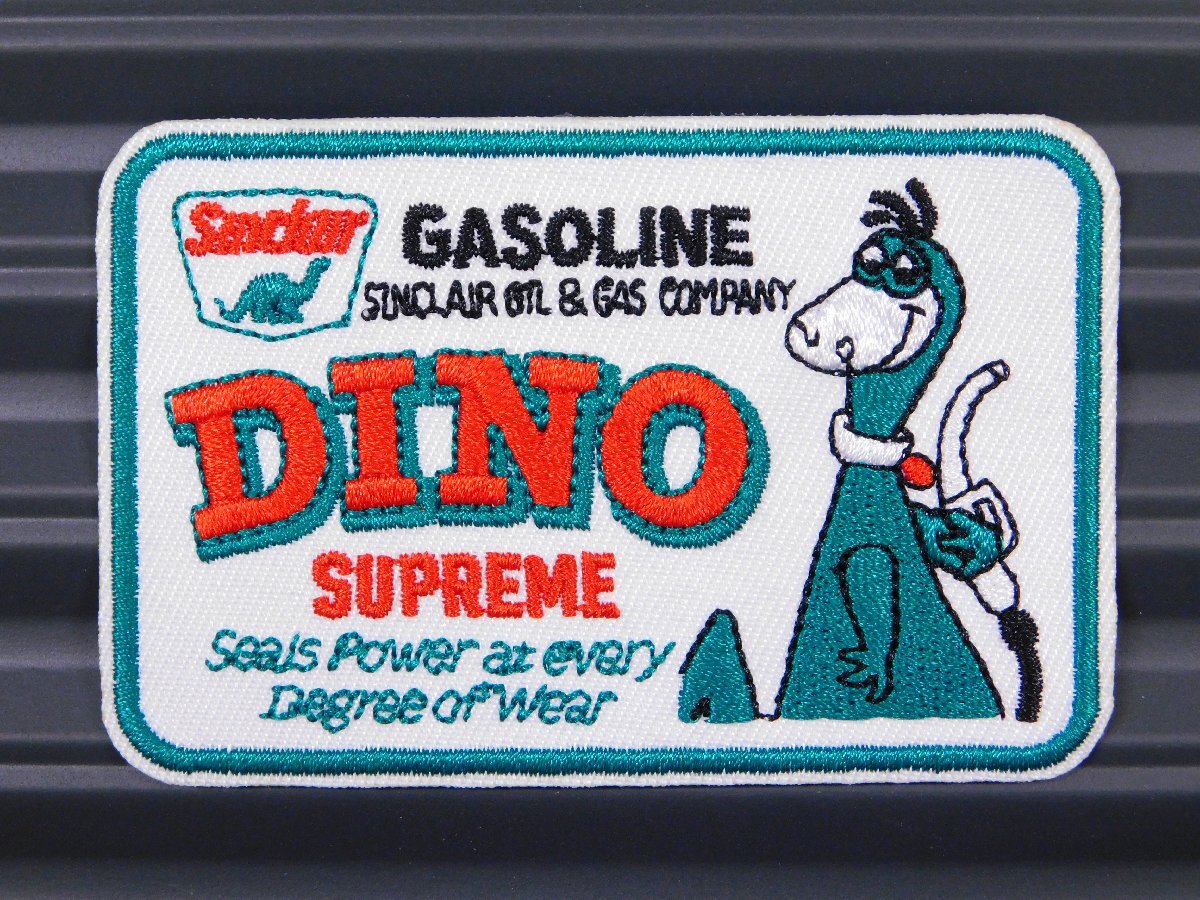 Sinclair
GASOLINE
SINCLAIR OIL & GAS COMPANY
DINO
SUPREME
Seals Power at every
Degree of Wear